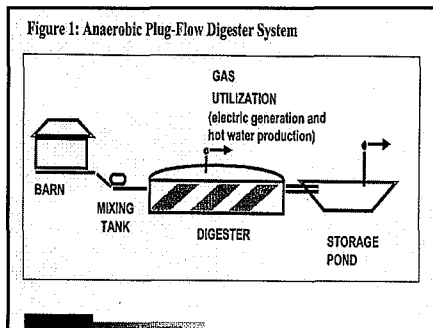 Figure 1: Anaerobic Plug-Flow Digester System
GAS
UTILIZATION
(electric generation and
hot water production)
BARN
MIXING
TANK
DIGESTER
STORAGE
POND